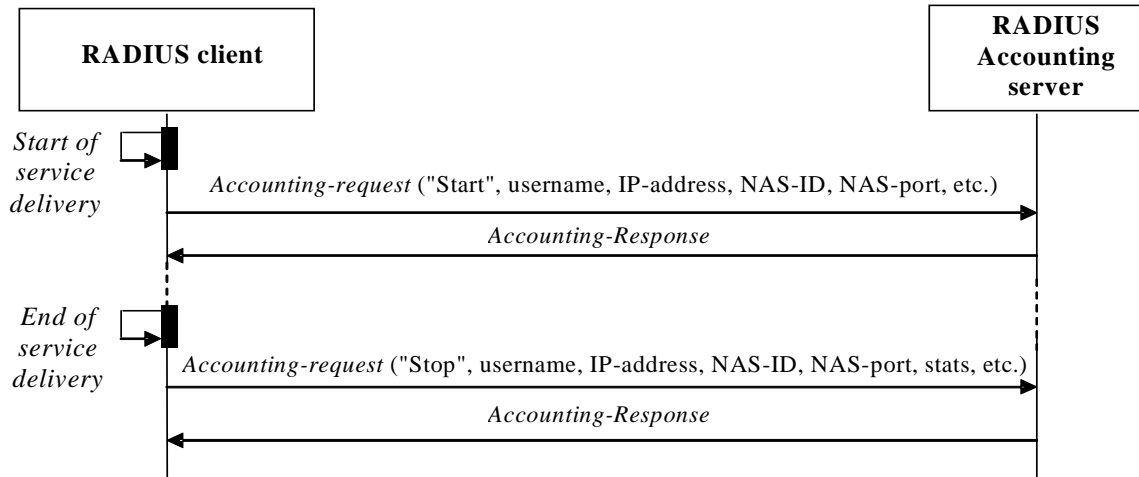 RADIUS client
RADIUS
Accounting
server
Start of
service
delivery
Accounting-request ("Start", username, IP-address, NAS-ID, NAS-port, etc.)
Accounting-Response
End of
service
delivery
Accounting-request ("Stop", username, IP-address, NAS-ID, NAS-port, stats, etc.)
Accounting-Response